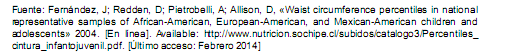 Fuente: Fernández, J; Redden, D; Pietrobelli, A; Allison, D, «Waist circumference percentiles in national
representative samples of African-American, European-American, and Mexican-American children and
adolescents» 2004. [En linea]. Available: http://www.nutricion.sochipe.cl/subidos/catalogo3/Percentiles_
cintura_infantojuvenil.pdf. [Último acceso: Febrero 2014]